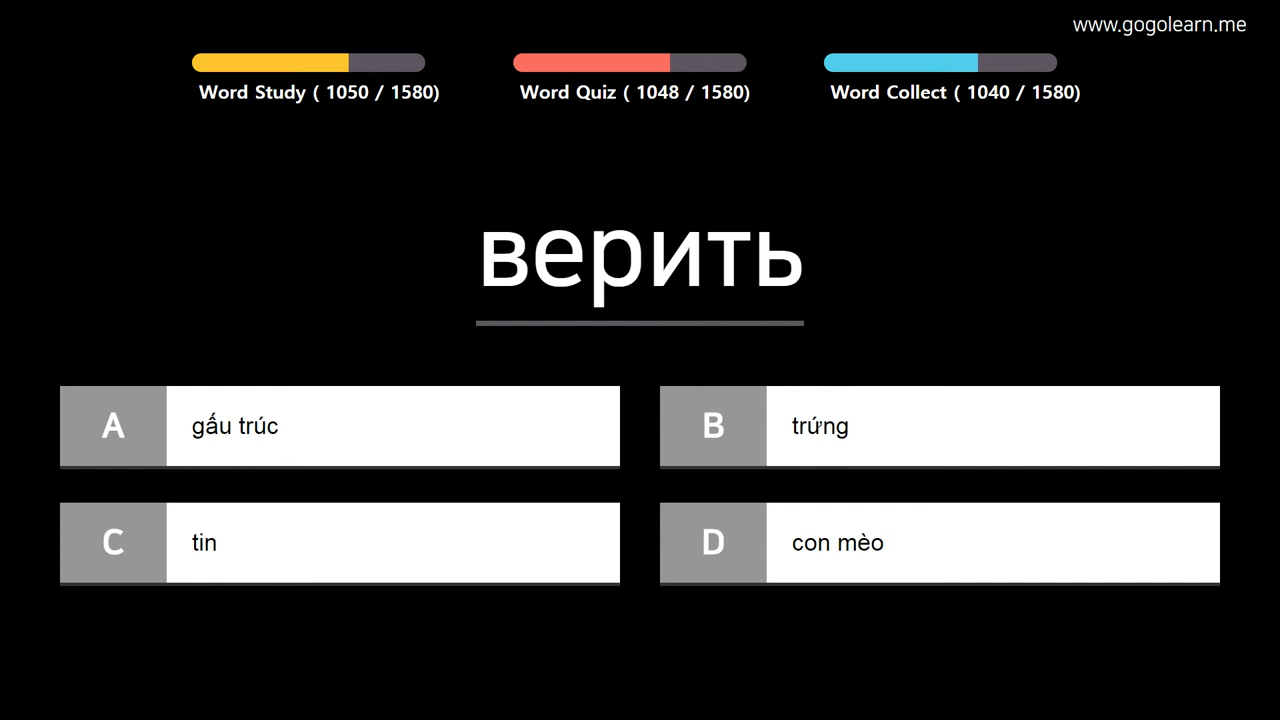 www.gogolearn.me
Word Study ( 1050 / 1580)
Word Quiz ( 1048 / 1580)
Word Collect ( 1040 / 1580)
верить
A gấu trúc
B trứng
C tin
D con mèo